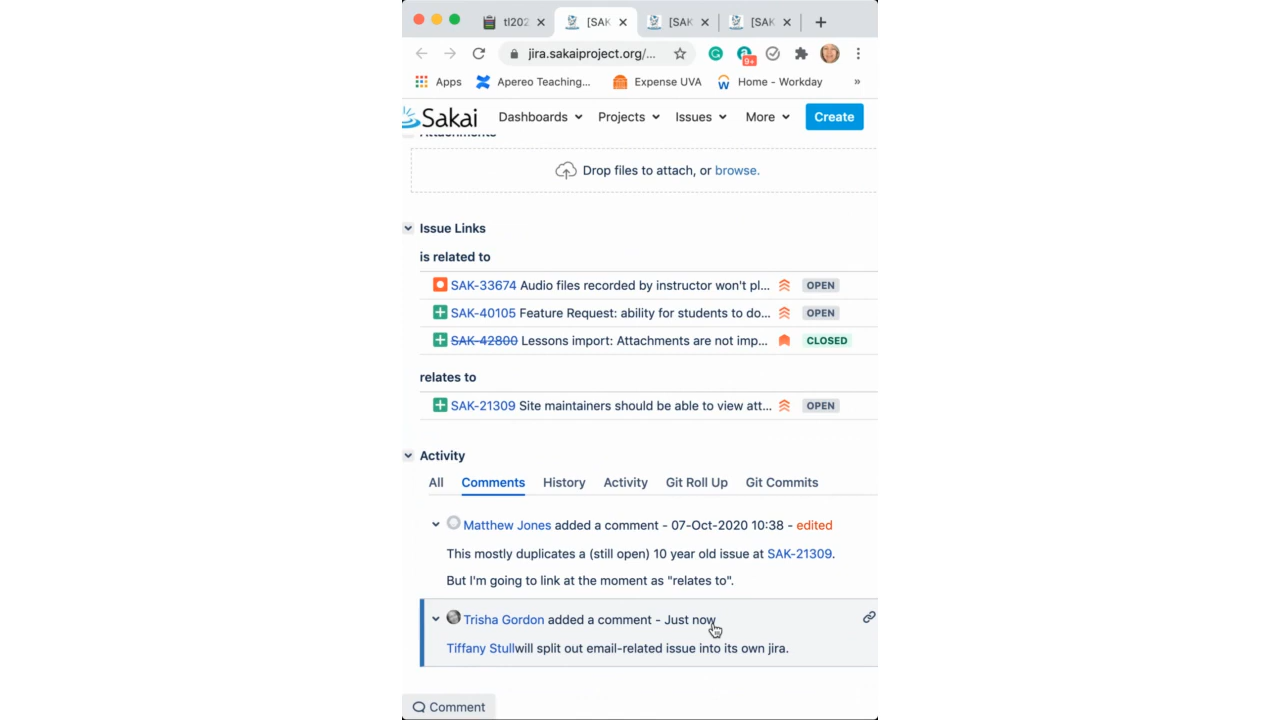 tl202
[SAK
[SAK
[SAK
jira.sakaiproject.org/...
9+
Apps
Apereo Teaching...
Expense UVA
Home - Workday
»
Sakai
Dashboards
Projects
Issues
More
Create
Attachments
Drop files to attach, or browse.
Issue Links
is related to
SAK-33674 Audio files recorded by instructor won't pl... OPEN
SAK-40105 Feature Request: ability for students to do... OPEN
SAK-42800 Lessons import: Attachments are not imp... CLOSED
relates to
SAK-21309 Site maintainers should be able to view att... OPEN
Activity
All Comments History Activity Git Roll Up Git Commits
Matthew Jones added a comment - 07-Oct-2020 10:38 - edited
This mostly duplicates a (still open) 10 year old issue at SAK-21309.
But I'm going to link at the moment as "relates to".
Trisha Gordon added a comment - Just now
Tiffany Stullwill split out email-related issue into its own jira.
Comment